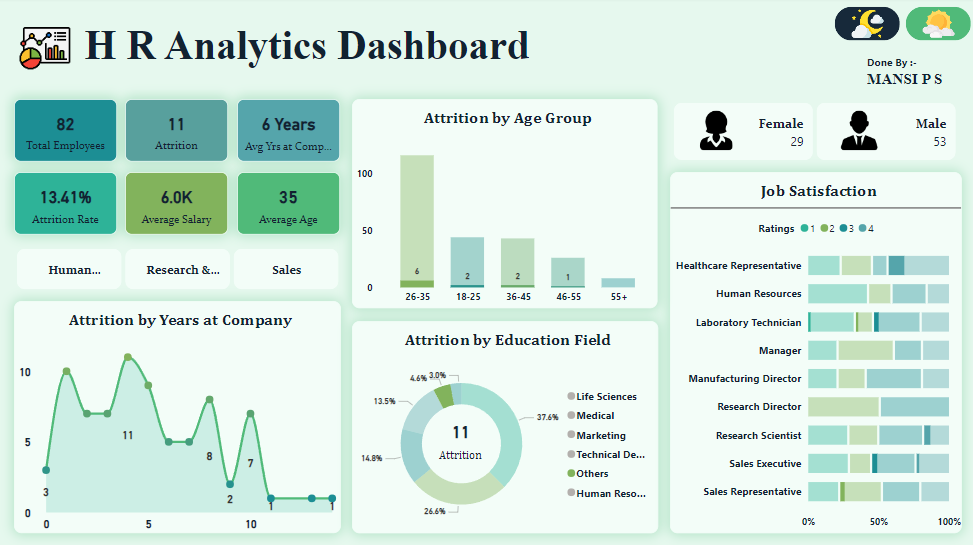 H R Analytics Dashboard
Done By :-
MANSI P S
82
Total Employees
11
Attrition
6 Years
Avg Yrs at Comp...
13.41%
Attrition Rate
6.0K
Average Salary
35
Average Age
Human...
Research &...
Sales
Attrition by Years at Company
10
5
0
3
11
8
2
7
1
1
0
5
10
Attrition by Age Group
100
50
0
6
2
2
1
26-35
18-25
36-45
46-55
55+
Attrition by Education Field
4.6%
3.0%
13.5%
37.6%
14.8%
26.6%
11
Attrition
Life Sciences
Medical
Marketing
Technical De...
Others
Human Reso...
Female
29
Male
53
Job Satisfaction
Ratings 1 2 3 4
Healthcare Representative
Human Resources
Laboratory Technician
Manager
Manufacturing Director
Research Director
Research Scientist
Sales Executive
Sales Representative
0%
50%
100%